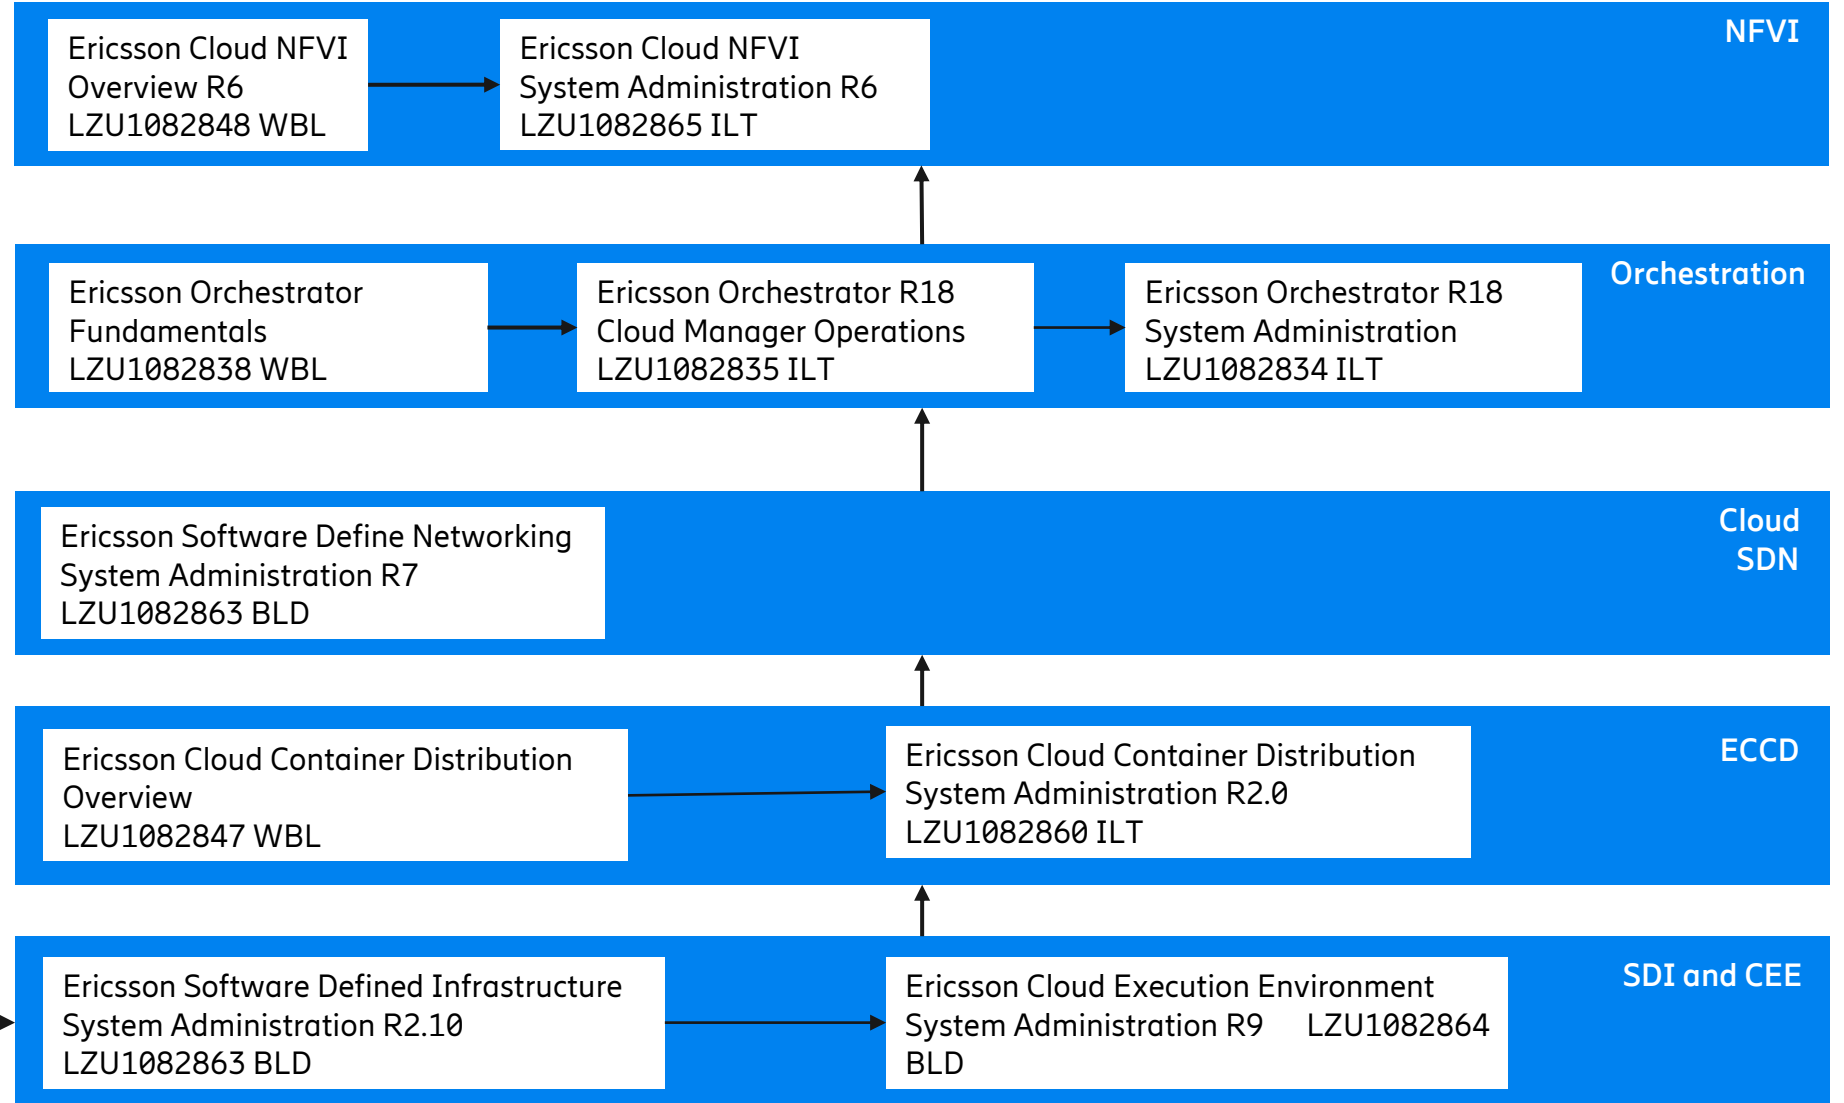 NFVI
Ericsson Cloud NFVI
Overview R6
LZU1082848 WBL
Ericsson Cloud NFVI
System Administration R6
LZU1082865 ILT
Orchestration
Ericsson Orchestrator
Fundamentals
LZU1082838 WBL
Ericsson Orchestrator R18
Cloud Manager Operations
LZU1082835 ILT
Ericsson Orchestrator R18
System Administration
LZU1082834 ILT
Cloud
SDN
Ericsson Software Define Networking
System Administration R7
LZU1082863 BLD
ECCD
Ericsson Cloud Container Distribution
Overview
LZU1082847 WBL
Ericsson Cloud Container Distribution
System Administration R2.0
LZU1082860 ILT
SDI and CEE
Ericsson Software Defined Infrastructure
System Administration R2.10
LZU1082863 BLD
Ericsson Cloud Execution Environment
System Administration R9 LZU1082864
BLD